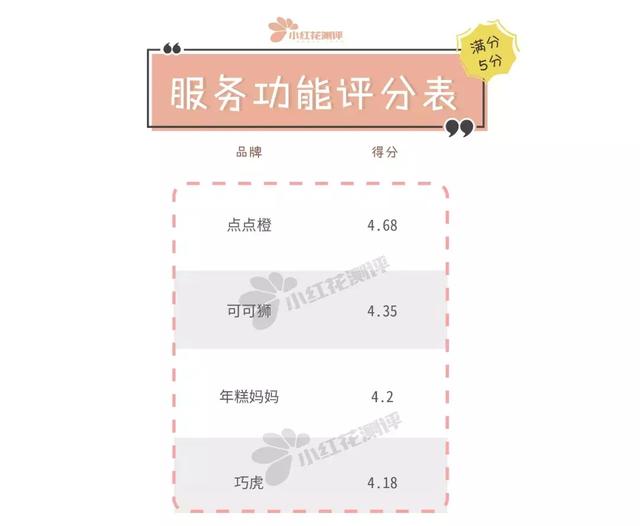 小红花测评
满分
5分
服务功能评分表
品牌 得分
点点橙 4.68
小红花测评
可可狮 4.35
年糕妈妈 4.2
小红花测评
巧虎 4.18